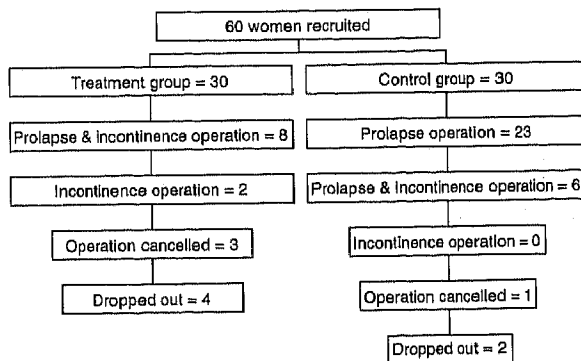 60 women recruited
Treatment group = 30
Control group = 30
Prolapse & incontinence operation = 8
Prolapse operation = 23
Incontinence operation = 2
Prolapse & Incontinence operation = 6
Operation cancelled = 3
Incontinence operation = 0
Dropped out = 4
Operation cancelled = 1
Dropped out = 2